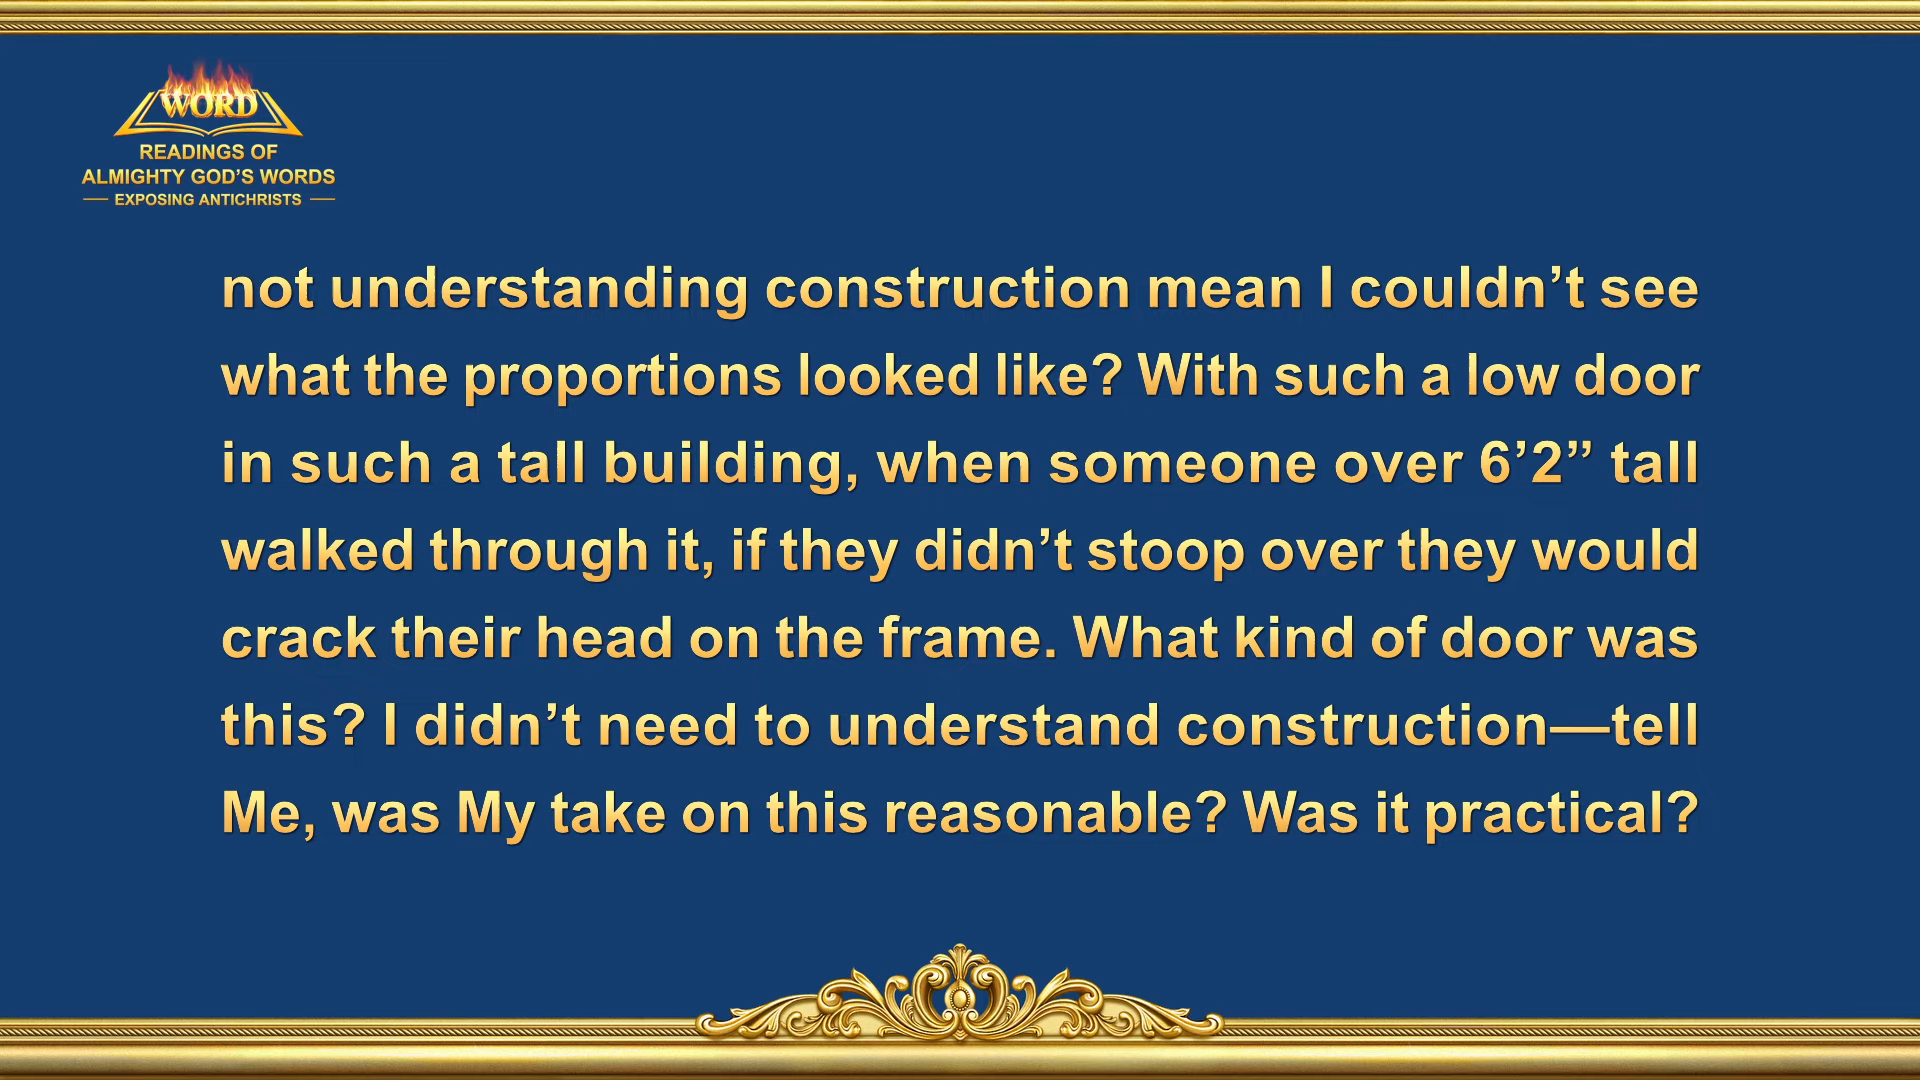 WORD
READINGS OF
ALMIGHTY GOD’S WORDS
EXPOSING ANTICHRISTS
not understanding construction mean I couldn’t see
what the proportions looked like? With such a low door
in such a tall building, when someone over 6’2” tall
walked through it, if they didn’t stoop over they would
crack their head on the frame. What kind of door was
this? I didn’t need to understand construction—tell
Me, was My take on this reasonable? Was it practical?